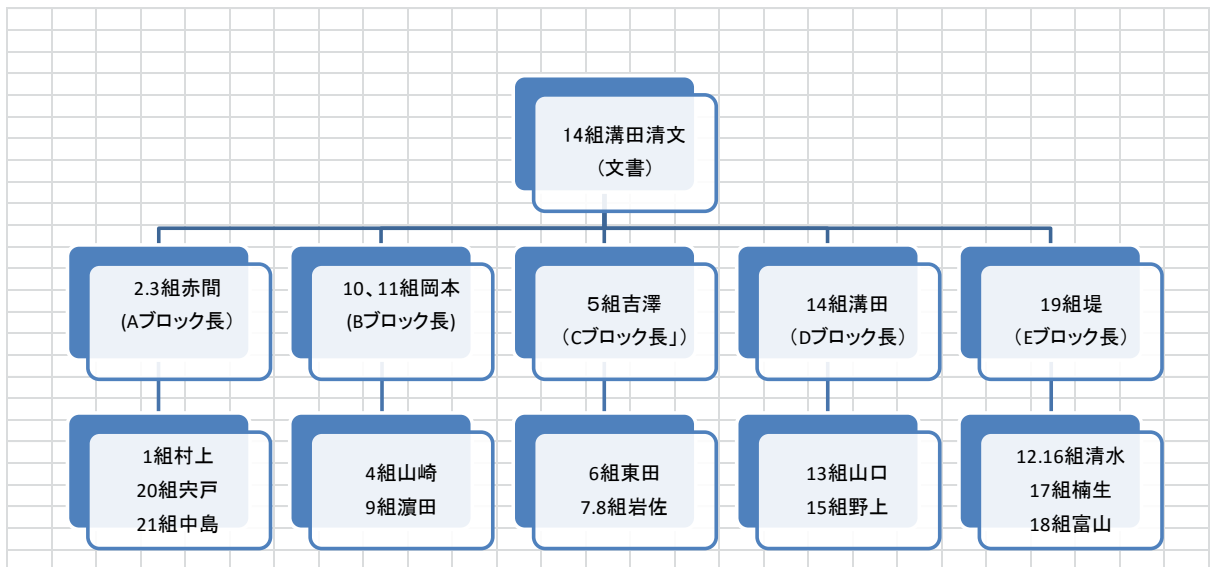 14組溝田清文
（文書）
2.3組赤間
(Aブロック長）
10、11組岡本
(Bブロック長)
５組吉澤
（Cブロック長」）
14組溝田
（Dブロック長）
19組堤
（Eブロック長）
1組村上
20組宍戸
21組中島
4組山崎
9組濵田
6組東田
7.8組岩佐
13組山口
15組野上
12.16組清水
17組楠生
18組富山